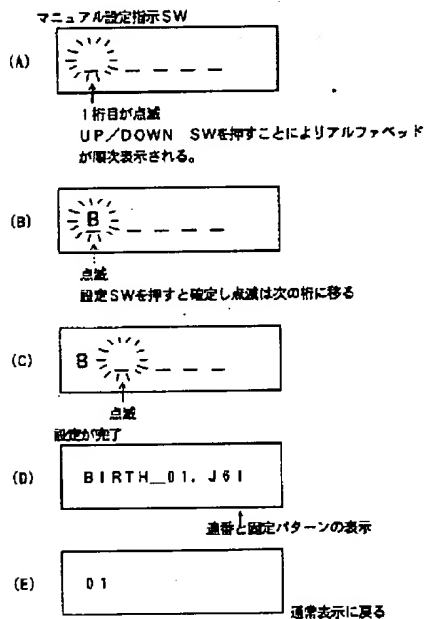 マニュアル設定指示SW
(A)
_ _ _ _ _
1桁目が点滅
UP/DOWN SWを押すことによりアルファベッド
が順次表示される。
(B)
B _ _ _ _
点滅
設定SWを押すと確定し点滅は次の桁に移る
(C)
B _ _ _ _
点滅
設定が完了
(D)
BIRTH_01. J6I
連番と固定パターンの表示
(E)
01
通常表示に戻る